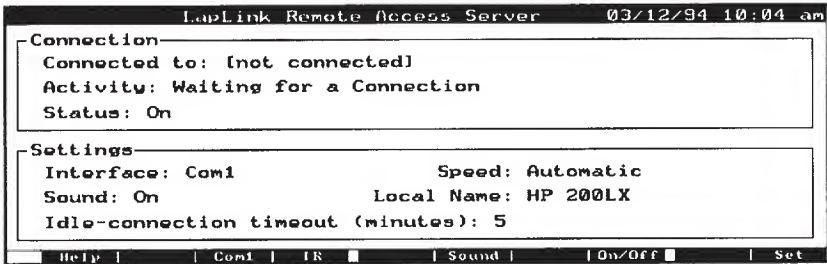 LapLink Remote Access Server 03/12/94 10:04 am
Connection
Connected to: [not connected]
Activity: Waiting for a Connection
Status: On
Settings
Interface: Com1 Speed: Automatic
Sound: On Local Name: HP 200LX
Idle-connection timeout (minutes): 5
Help | | Com1 | IR | Sound | | On/Off | Set